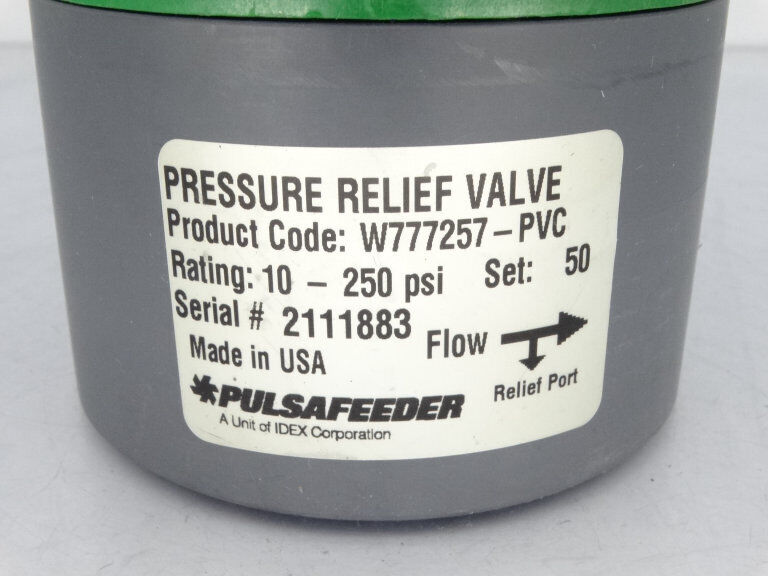 PRESSURE RELIEF VALVE
Product Code: W777257-PVC
Rating: 10 - 250 psi Set: 50
Serial # 2111883
Made in USA
Flow
Relief Port
PULSAFEEDER
A Unit of IDEX Corporation